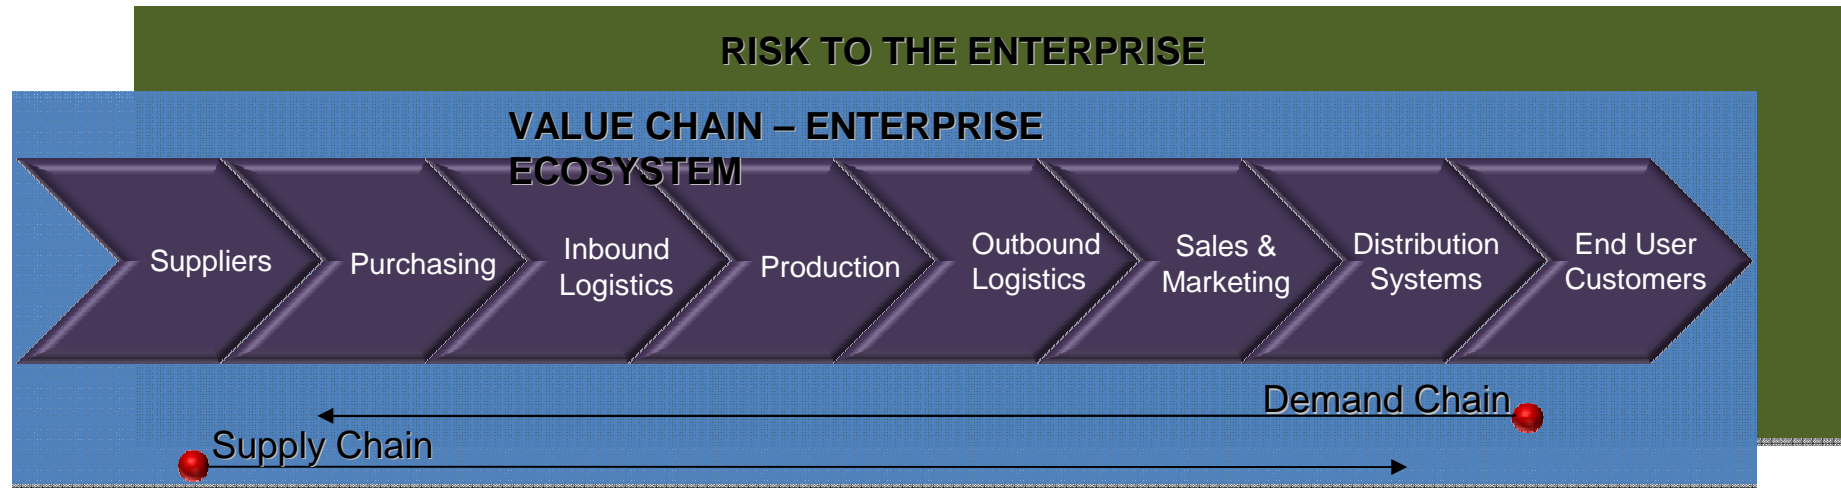 RISK TO THE ENTERPRISE
VALUE CHAIN – ENTERPRISE
ECOSYSTEM
Suppliers
Purchasing
Inbound
Logistics
Production
Outbound
Logistics
Sales &
Marketing
Distribution
Systems
End User
Customers
Demand Chain
Supply Chain